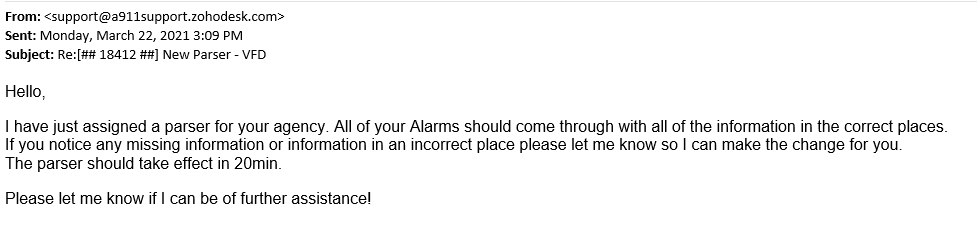 From: <support@a911support.zohodesk.com>
Sent: Monday, March 22, 2021 3:09 PM
Subject: Re:[## 18412 ##] New Parser - VFD
Hello,
I have just assigned a parser for your agency. All of your Alarms should come through with all of the information in the correct places.
If you notice any missing information or information in an incorrect place please let me know so I can make the change for you.
The parser should take effect in 20min.
Please let me know if I can be of further assistance!